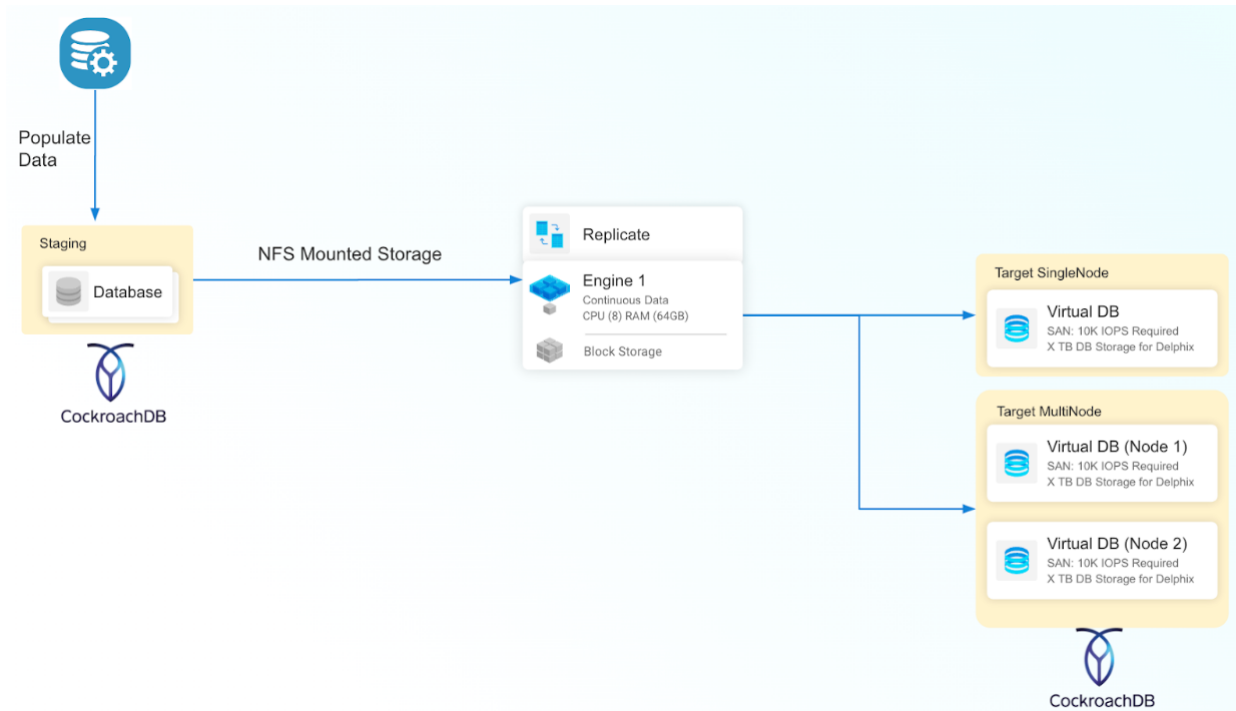 Populate
Data
Staging
Database
CockroachDB
NFS Mounted Storage
Replicate
Engine 1
Continuous Data
CPU (8) RAM (64GB)
Block Storage
Target SingleNode
Virtual DB
SAN: 10K IOPS Required
X TB DB Storage for Delphix
Target MultiNode
Virtual DB (Node 1)
SAN: 10K IOPS Required
X TB DB Storage for Delphix
Virtual DB (Node 2)
SAN: 10K IOPS Required
X TB DB Storage for Delphix
CockroachDB